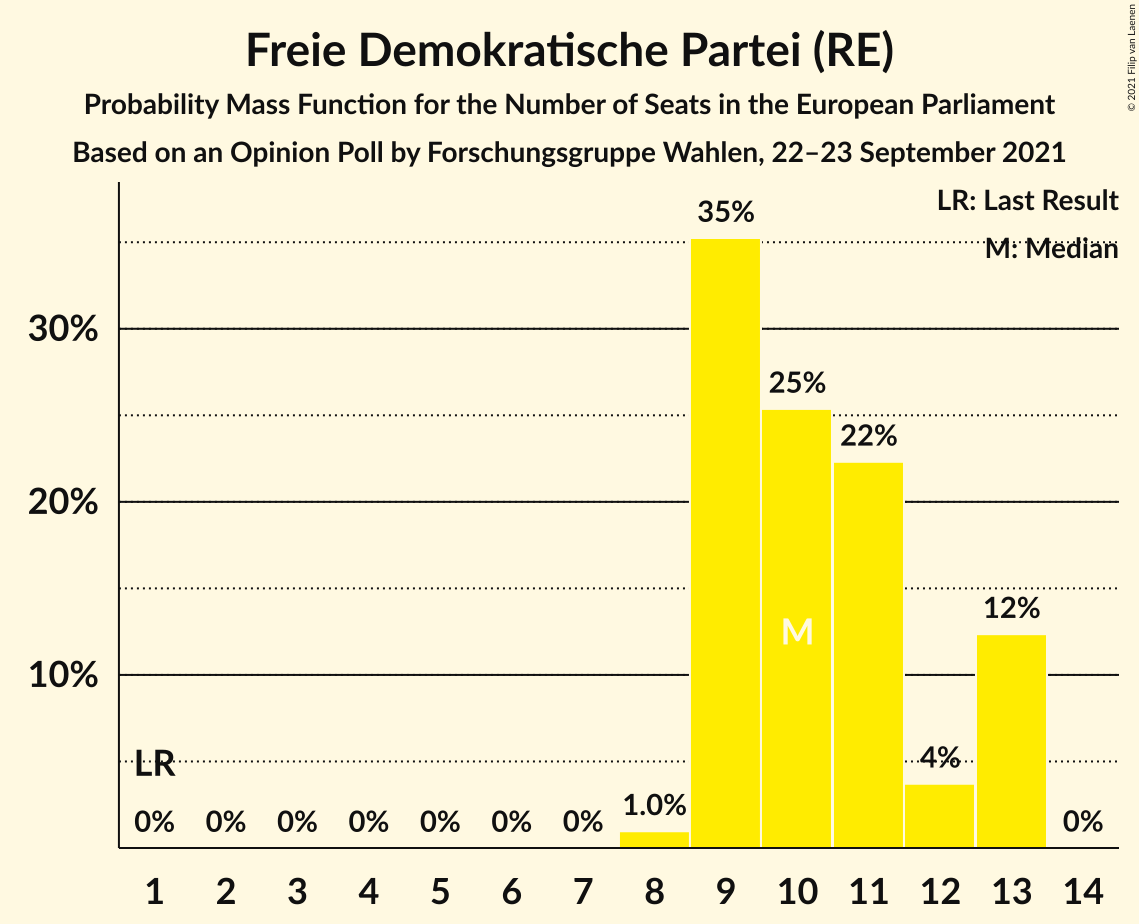 Freie Demokratische Partei (RE)
Probability Mass Function for the Number of Seats in the European Parliament
Based on an Opinion Poll by Forschungsgruppe Wahlen, 22–23 September 2021
© 2021 Filip van Laenen
LR: Last Result
M: Median
35%
30%
25%
22%
20%
12%
M
10%
LR
4%
1.0%
0% 0% 0% 0% 0% 0% 0% 0%
1 2 3 4 5 6 7 8 9 10 11 12 13 14